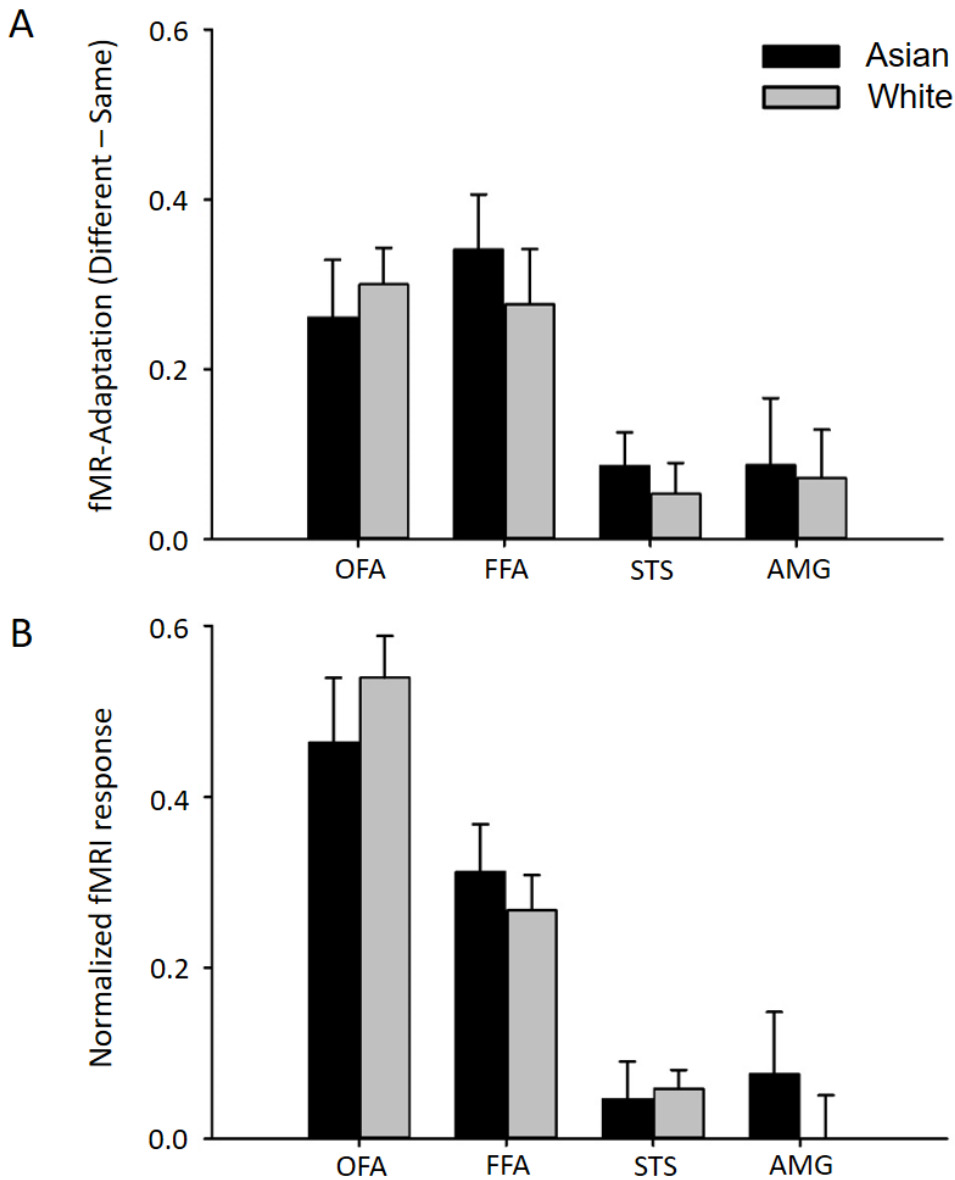 A
Asian
White
fMR-Adaptation (Different – Same)
0.6
0.4
0.2
0.0
OFA FFA STS AMG
B
Normalized fMRI response
0.6
0.4
0.2
0.0
OFA FFA STS AMG